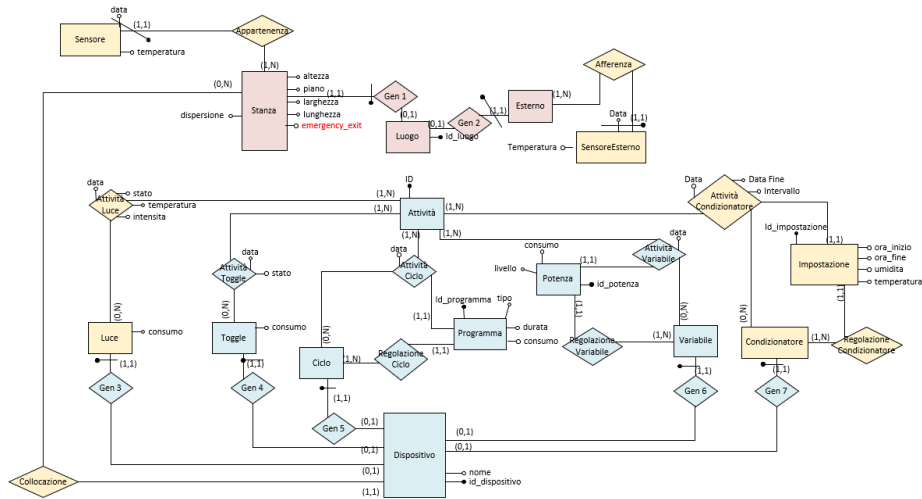 data
(1,1)
Sensore
Appartenenza
temperatura
(1,N)
(0,N)
altezza
piano
(1,1)
larghezza
lunghezza
emergency_exit
Stanza
dispersione
Gen 1
(0,1)
Luogo
(0,1)
Id_luogo
Gen 2
(1,1)
Esterno
(1,N)
Afferenza
Data
(1,1)
SensoreEsterno
Temperatura
ID
data
stato
Attività
Luce
temperatura
intensita
(1,N)
(1,N)
Attività
(1,N)
(1,N)
(1,N)
(1,N)
Data
Data Fine
Intervallo
Attività
Condizionatore
data
Attività
Toggle
stato
data
Attività
Ciclo
consumo
livello
Potenza
(1,1)
id_potenza
(1,1)
data
Attività
Variabile
Id_impostazione
(1,1)
Impostazione
ora_inizio
ora_fine
umidita
temperatura
(1,1)
(0,N)
Luce
consumo
(1,1)
(0,N)
Toggle
consumo
(1,1)
(0,N)
Ciclo
(1,N)
(1,1)
Regolazione
Ciclo
(1,1)
(1,1)
Id_programma
tipo
Programma
durata
consumo
Regolazione
Variabile
(1,N)
(0,N)
Variabile
(1,1)
(0,N)
Condizionatore
(1,N)
(1,1)
Regolazione
Condizionatore
Gen 3
Gen 4
Gen 5
Gen 6
Gen 7
(0,1)
(0,1)
(0,1)
(0,1)
(0,1)
Dispositivo
nome
id_dispositivo
(1,1)
Collocazione